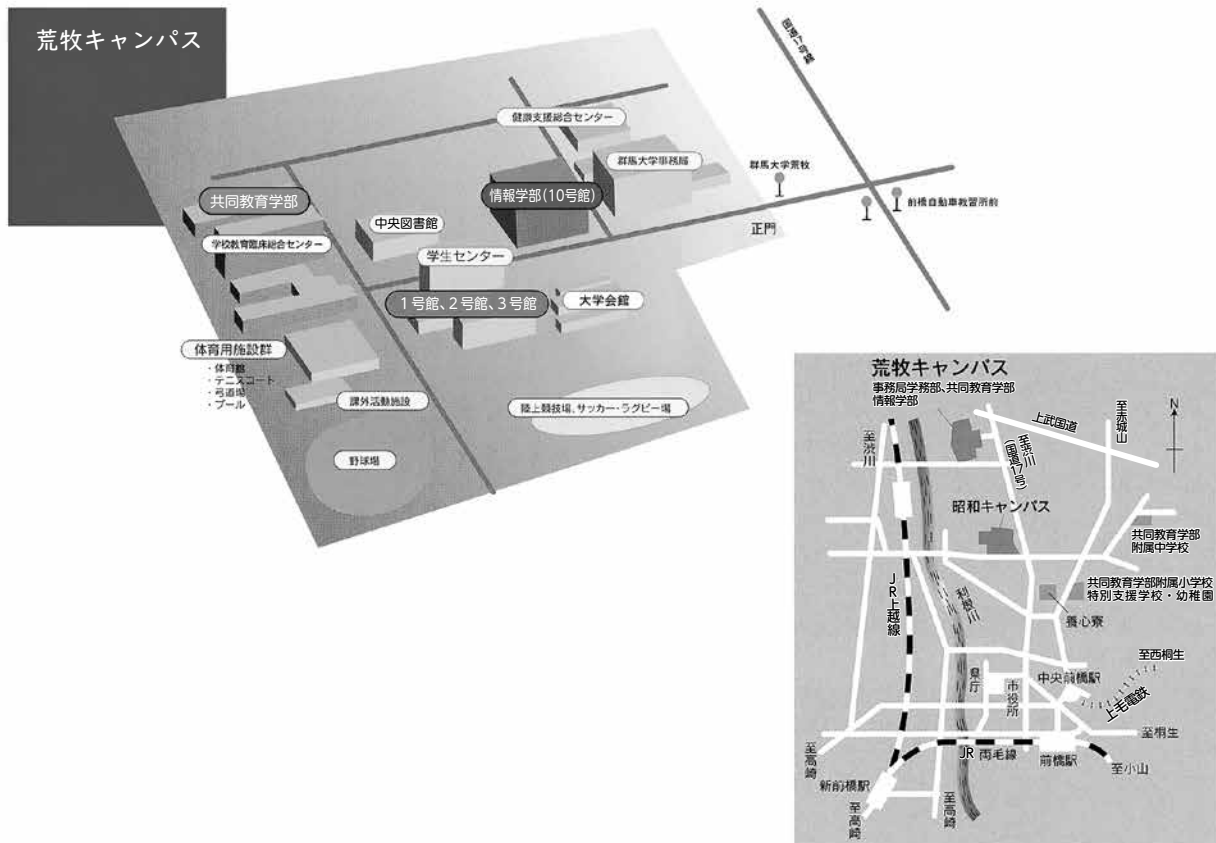 荒牧キャンパス
国道17号線
健康支援総合センター
群馬大学事務局
群馬大学荒牧
共同教育学部
情報学部(10号館)
前橋自動車教習所前
中央図書館
正門
学校教育臨床総合センター
学生センター
1号館、2号館、3号館
大学会館
体育用施設群
・体育館
・テニスコート
・弓道場
・プール
課外活動施設
陸上競技場、サッカー・ラグビー場
野球場
荒牧キャンパス
事務局学務部、共同教育学部
情報学部
至渋川
至渋川
(国道17号)
上武国道
至赤城山
N
昭和キャンパス
共同教育学部
附属中学校
JR上越線
利根川
共同教育学部附属小学校
特別支援学校・幼稚園
養心寮
至西桐生
県庁
市役所
中央前橋駅
上毛電鉄
至桐生
至高崎
JR 両毛線
前橋駅
至小山
新前橋駅
至高崎
至高崎